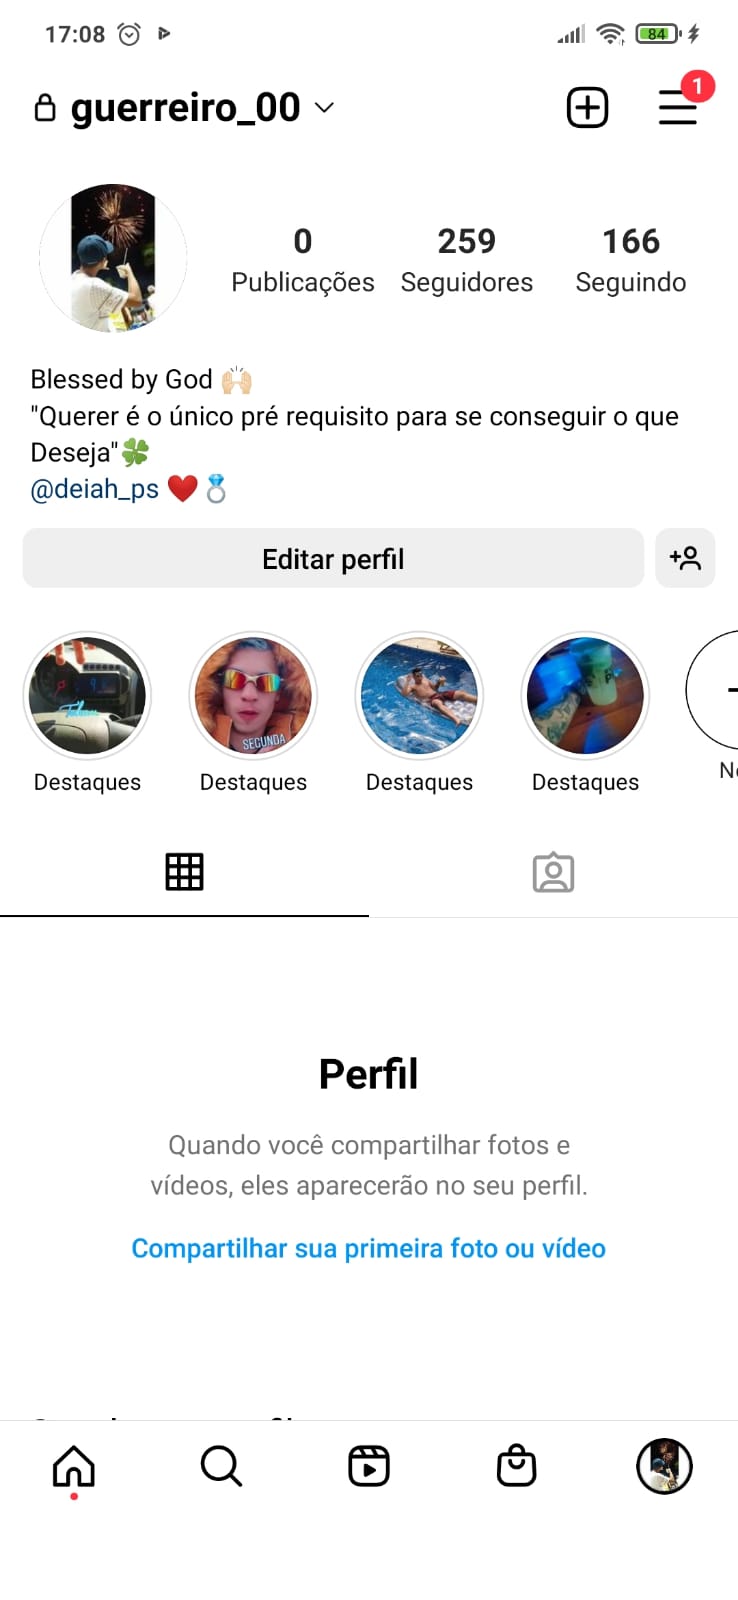 17:08
84
guerreiro_00
1
0
259
166
Publicações
Seguidores
Seguindo
Blessed by God 🙌🏻
"Querer é o único pré requisito para se conseguir o que
Deseja"🍀
@deiah_ps ❤️💍
Editar perfil
SEGUNDA
Destaques
Destaques
Destaques
Destaques
Perfil
Quando você compartilhar fotos e
vídeos, eles aparecerão no seu perfil.
Compartilhar sua primeira foto ou vídeo